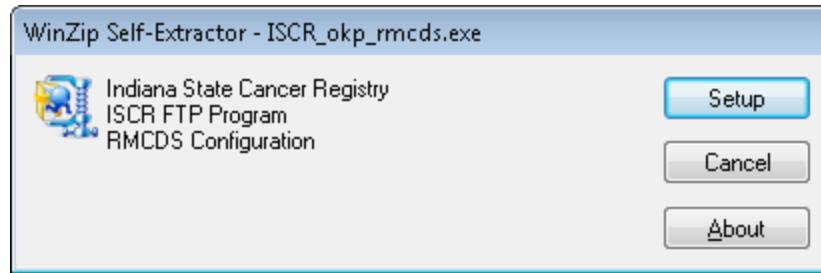 WinZip Self-Extractor - ISCR_okp_rmcds.exe
Indiana State Cancer Registry
ISCR FTP Program
RMCDS Configuration
Setup
Cancel
About